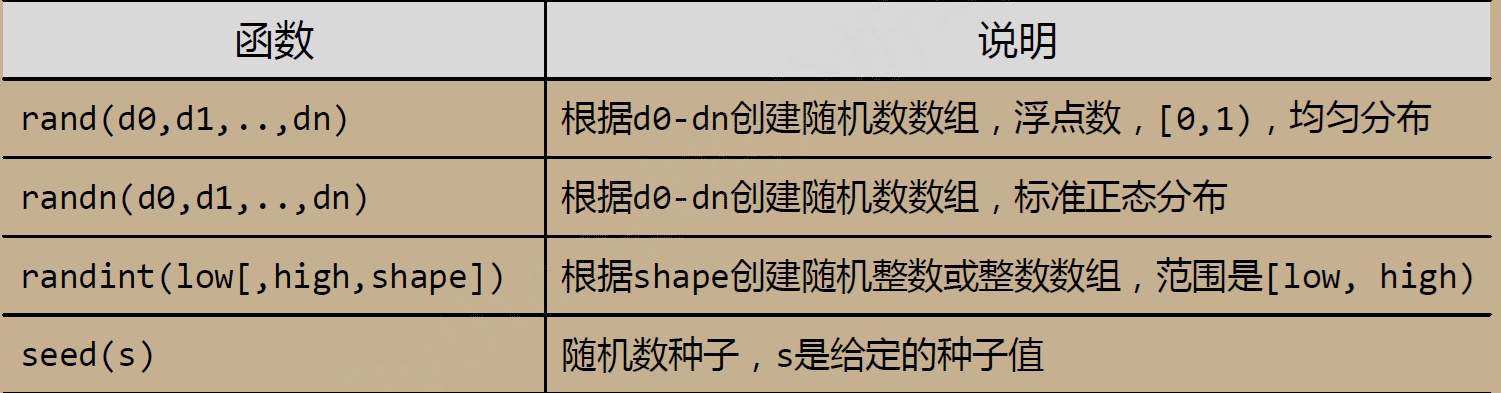 函数 说明
rand(d0,d1,..,dn) 根据d0-dn创建随机数数组，浮点数，[0,1)，均匀分布
randn(d0,d1,..,dn) 根据d0-dn创建随机数数组，标准正态分布
randint(low[,high,shape]) 根据shape创建随机整数或整数数组，范围是[low, high)
seed(s) 随机数种子，s是给定的种子值